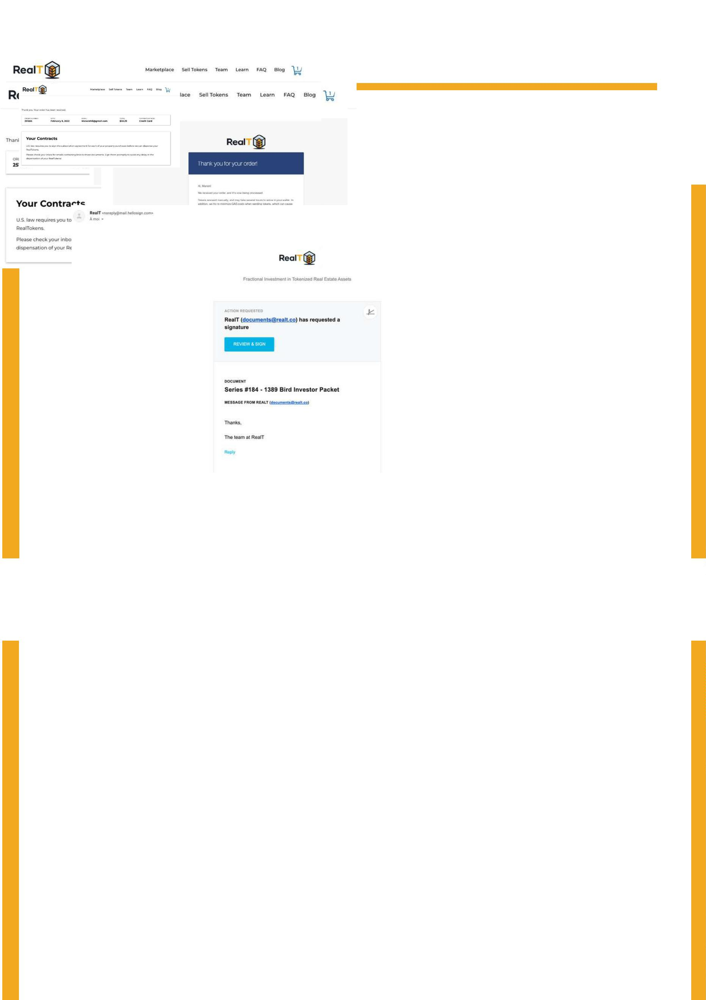 RealT
Marketplace Sell Tokens Team Learn FAQ Blog 1
Re
RealT
Marketplace Sell Tokens Team Learn FAQ Blog
lace Sell Tokens Team Learn FAQ Blog 1
Thank you. Your order has been received.
ORDER NUMBER: DATE: EMAIL: TOTAL: PAYMENT METHOD:
251666 February 9, 2022 Manonthil@gmail.com $50.29 Credit Card
Your Contracts
U.S. law requires you to sign the subscription agreement for each of your property purchases before we can dispense your
RealTokens.
Please check your inbox for emails containing links to those documents. Sign them promptly to avoid any delay in the
dispensation of your RealTokens!
Thanl
ORI
25
RealT
Thank you for your order!
Hi, Manon!
We received your order, and it's now being processed.
Tokens are sent manually, and may take several hours to arrive in your wallet. In
addition, we try to minimize GAS costs when sending tokens, which can cause
Your Contracts
U.S. law requires you to
RealTokens.
Please check your inbo
dispensation of your Re
RealT <noreply@mail.hellosign.com>
À moi
RealT
Fractional Investment in Tokenized Real Estate Assets
ACTION REQUESTED
RealT (documents@realt.co) has requested a
signature
REVIEW & SIGN
DOCUMENT
Series #184 - 1389 Bird Investor Packet
MESSAGE FROM REALT (documents@realt.co)
Thanks,
The team at RealT
Reply